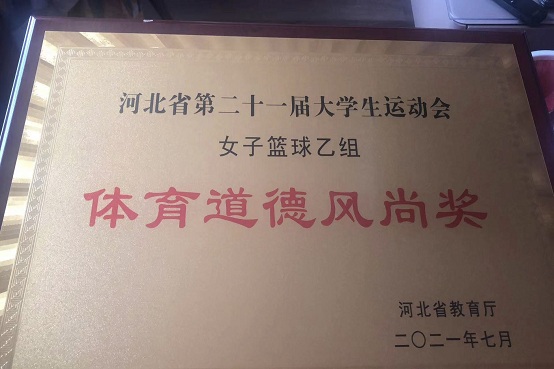 河北省第二十一届大学生运动会
女子篮球乙组
体育道德风尚奖
河北省教育厅
二〇二一年七月